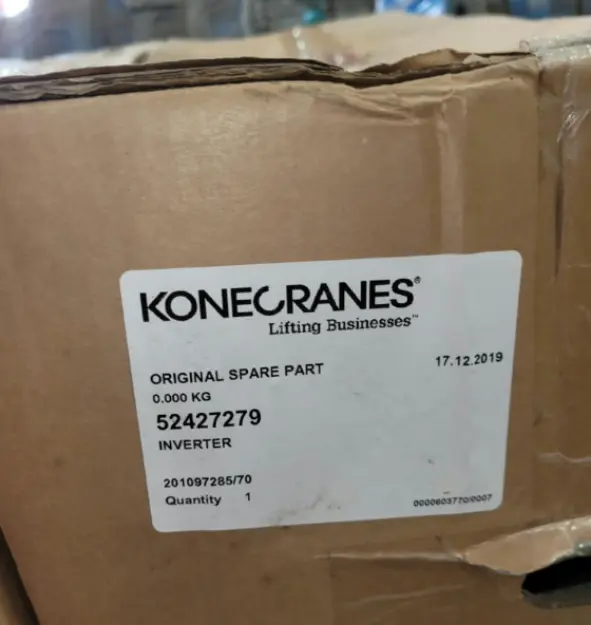 KONECRANES®
Lifting Businesses™
ORIGINAL SPARE PART 17.12.2019
0.000 KG
52427279
INVERTER
201097285/70
Quantity 1 0000603770/0007